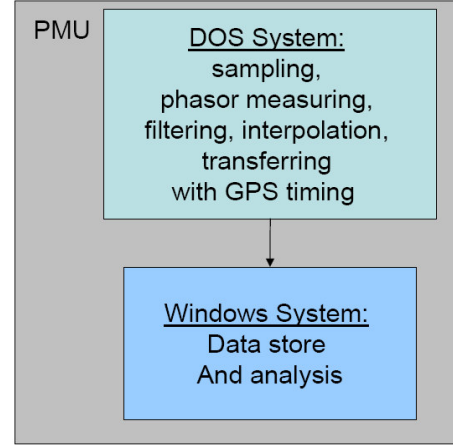 PMU
DOS System:
sampling,
phasor measuring,
filtering, interpolation,
transferring
with GPS timing
Windows System:
Data store
And analysis